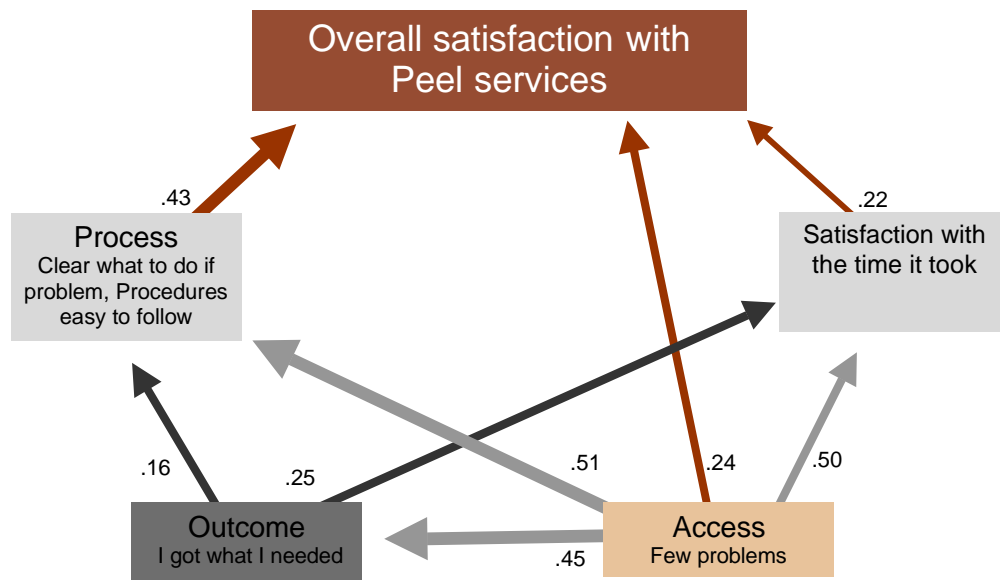 Overall satisfaction with
Peel services
.43
.22
Process
Clear what to do if
problem, Procedures
easy to follow
Satisfaction with
the time it took
.16
.25
.51
.24
.50
Outcome
I got what I needed
Access
Few problems
.45